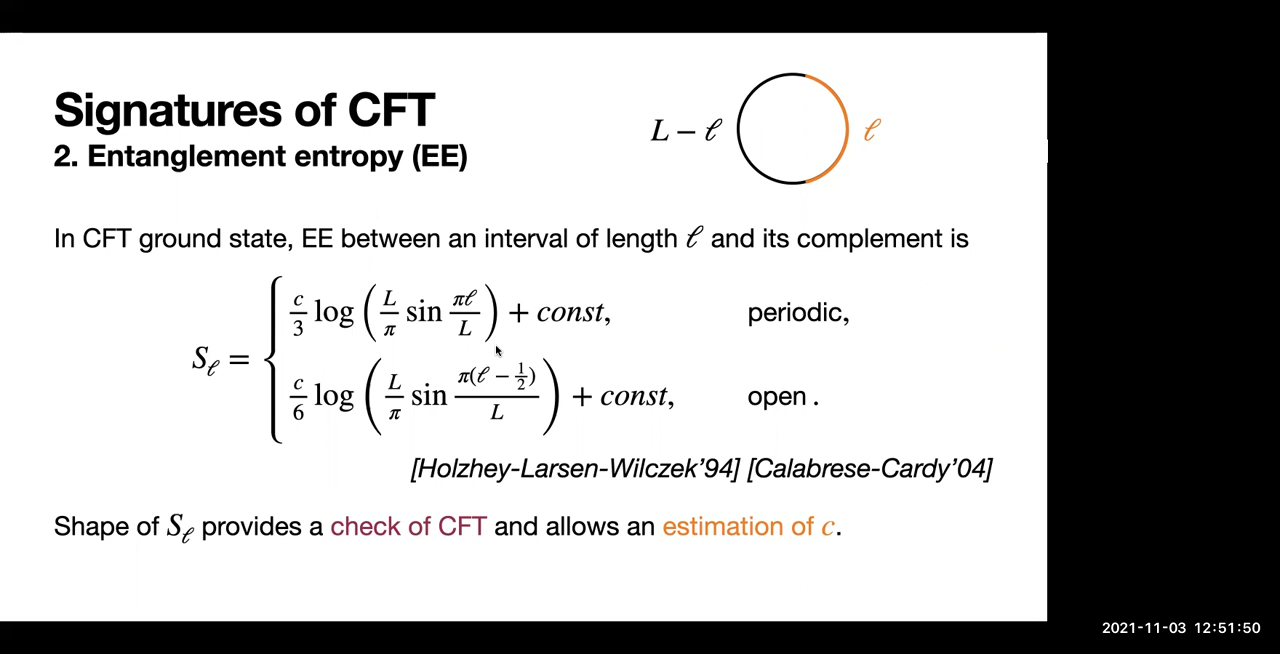 Signatures of CFT
2. Entanglement entropy (EE)
L − ℓ
ℓ
In CFT ground state, EE between an interval of length ℓ and its complement is
S_ℓ = { c/3 log (L/π sin πℓ/L) + const, periodic,
c/6 log (L/π sin π(ℓ − 1/2)/L) + const, open .
[Holzhey-Larsen-Wilczek’94] [Calabrese-Cardy’04]
Shape of S_ℓ provides a check of CFT and allows an estimation of c.
2021-11-03 12:51:50